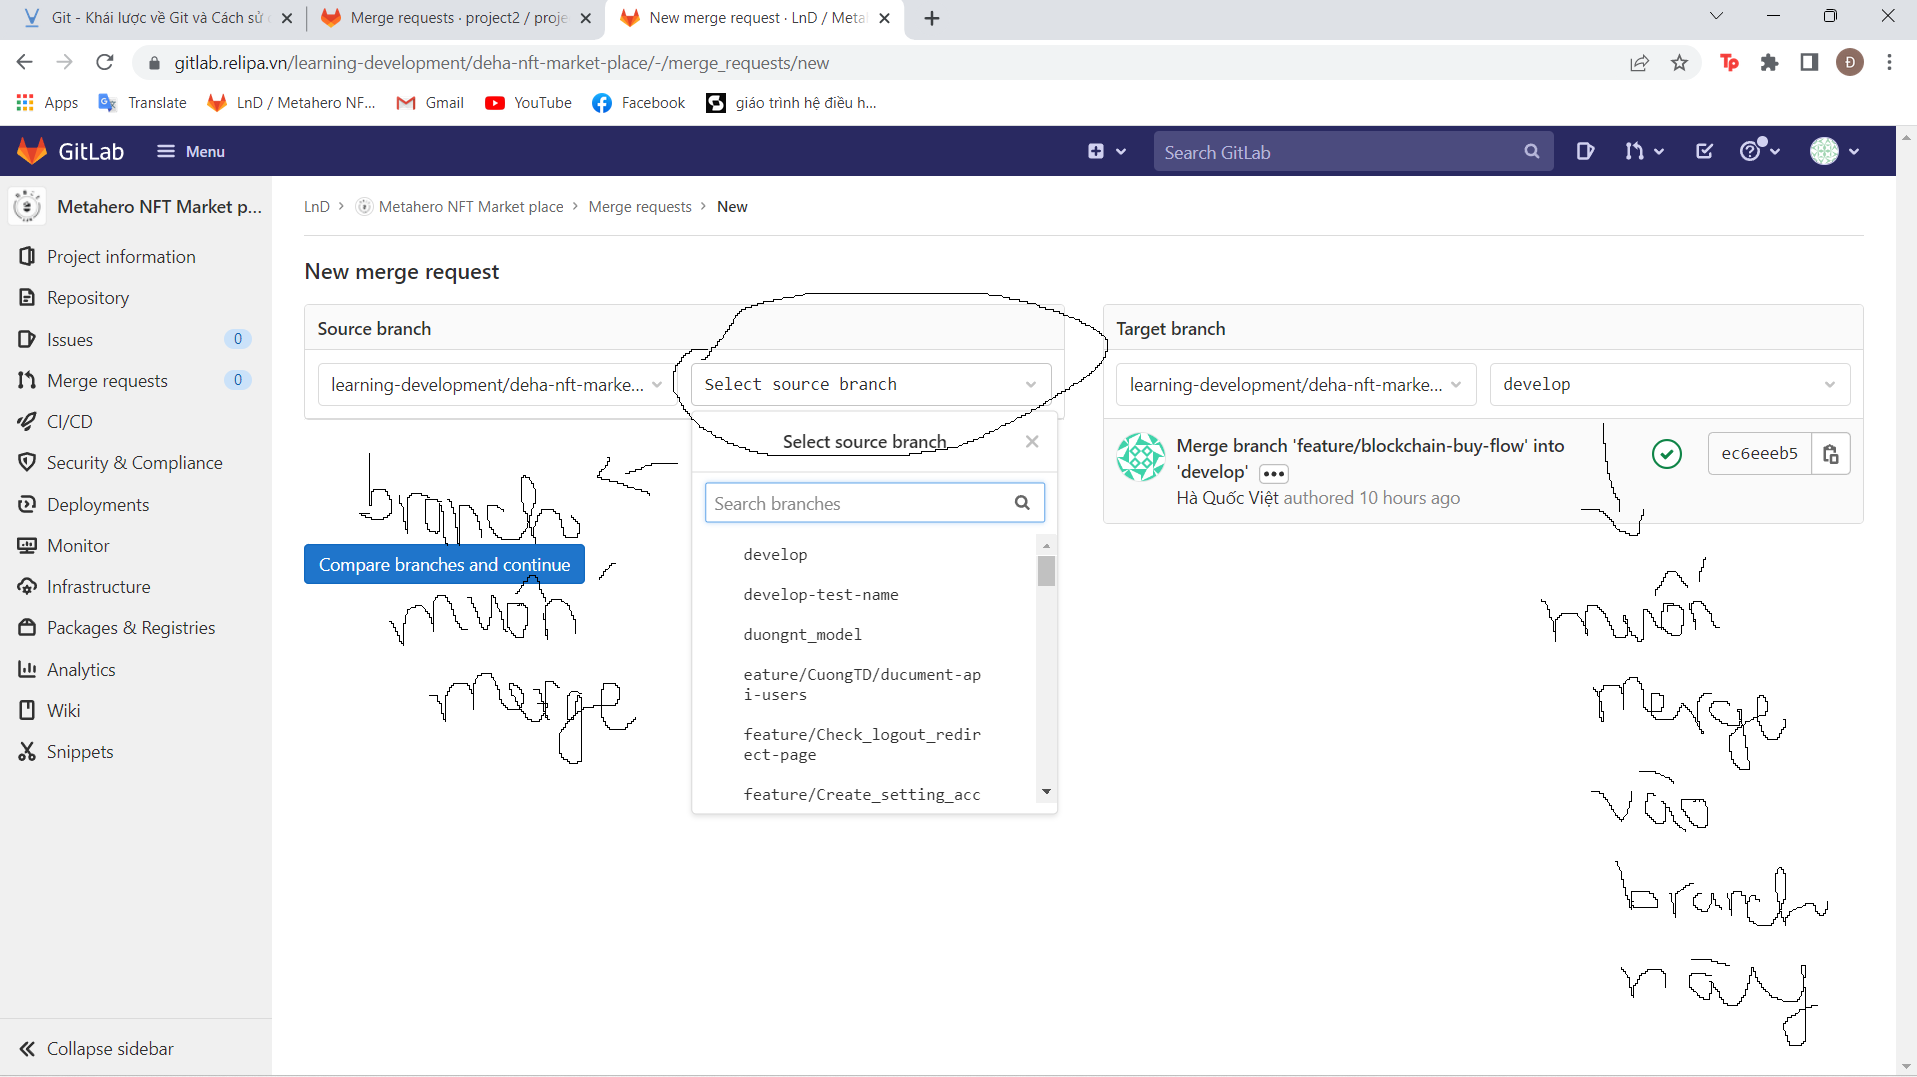 Git - Khái lược về Git và Cách sử
Merge requests · project2 / proje
New merge request · LnD / Meta
gitlab.relipa.vn/learning-development/deha-nft-market-place/-/merge_requests/new
Tp
Đ
Apps
Translate
LnD / Metahero NF...
Gmail
YouTube
Facebook
giáo trình hệ điều h...
GitLab
Menu
Search GitLab
Metahero NFT Market p...
Project information
Repository
Issues 0
Merge requests 0
CI/CD
Security & Compliance
Deployments
Monitor
Infrastructure
Packages & Registries
Analytics
Wiki
Snippets
Collapse sidebar
LnD > Metahero NFT Market place > Merge requests > New
New merge request
Source branch
learning-development/deha-nft-marke...
Select source branch
Select source branch
Search branches
develop
develop-test-name
duongnt_model
eature/CuongTD/ducument-ap
i-users
feature/Check_logout_redir
ect-page
feature/Create_setting_acc
branch
Compare branches and continue
muốn
merge
Target branch
learning-development/deha-nft-marke...
develop
Merge branch 'feature/blockchain-buy-flow' into
'develop' •••
Hà Quốc Việt authored 10 hours ago
ec6eeeb5
muốn
merge
vào
branch
này